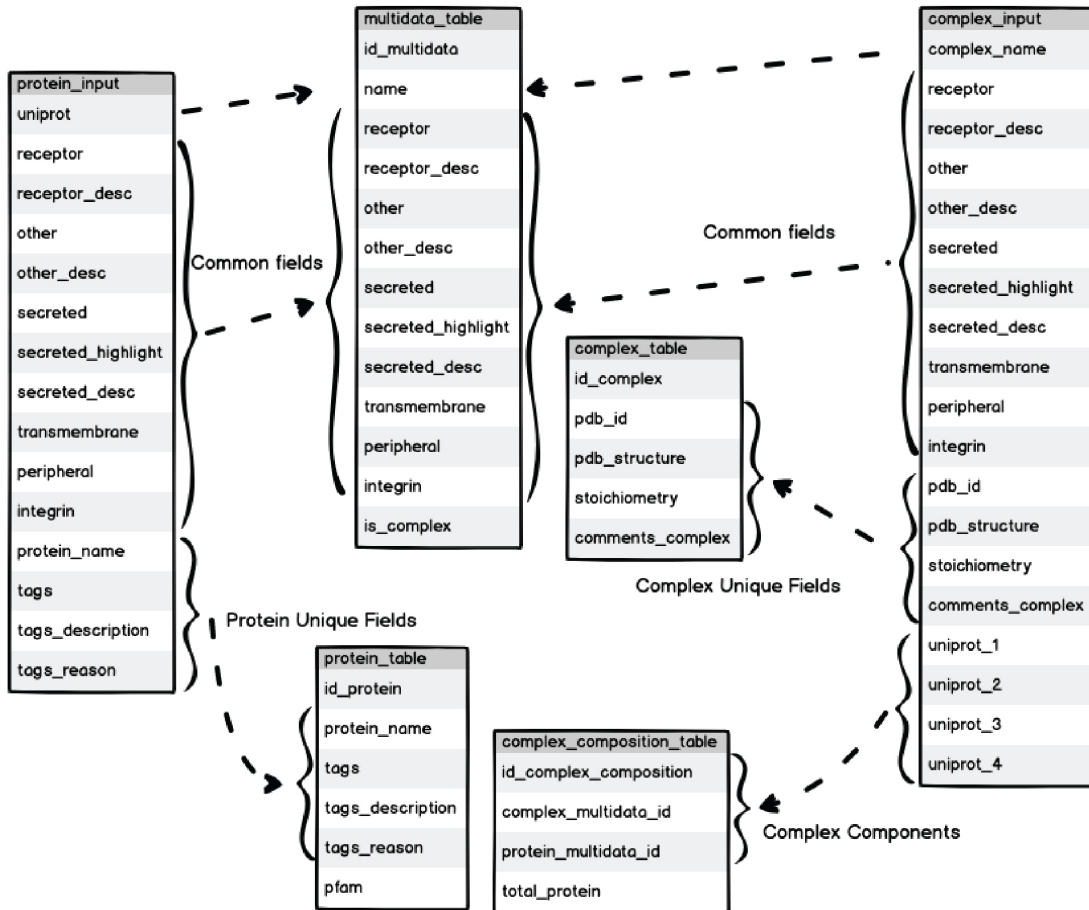 protein_input
uniprot
receptor
receptor_desc
other
other_desc
secreted
secreted_highlight
secreted_desc
transmembrane
peripheral
integrin
protein_name
tags
tags_description
tags_reason
Common fields
Protein Unique Fields
multidata_table
id_multidata
name
receptor
receptor_desc
other
other_desc
secreted
secreted_highlight
secreted_desc
transmembrane
peripheral
integrin
is_complex
protein_table
id_protein
protein_name
tags
tags_description
tags_reason
pfam
Common fields
complex_table
id_complex
pdb_id
pdb_structure
stoichiometry
comments_complex
Complex Unique Fields
complex_composition_table
id_complex_composition
complex_multidata_id
protein_multidata_id
total_protein
Complex Components
complex_input
complex_name
receptor
receptor_desc
other
other_desc
secreted
secreted_highlight
secreted_desc
transmembrane
peripheral
integrin
pdb_id
pdb_structure
stoichiometry
comments_complex
uniprot_1
uniprot_2
uniprot_3
uniprot_4